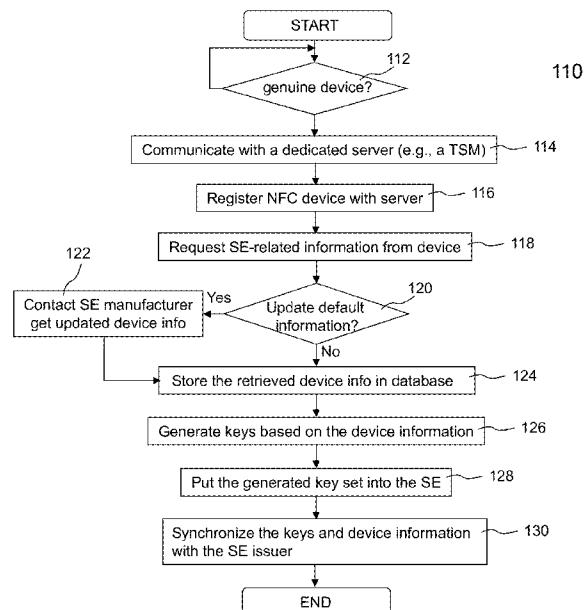 START
112
genuine device?
110
Communicate with a dedicated server (e.g., a TSM)
114
Register NFC device with server
116
Request SE-related information from device
118
122
120
Contact SE manufacturer
get updated device info
Yes
Update default
information?
No
Store the retrieved device info in database
124
Generate keys based on the device information
126
Put the generated key set into the SE
128
Synchronize the keys and device information
with the SE issuer
130
END